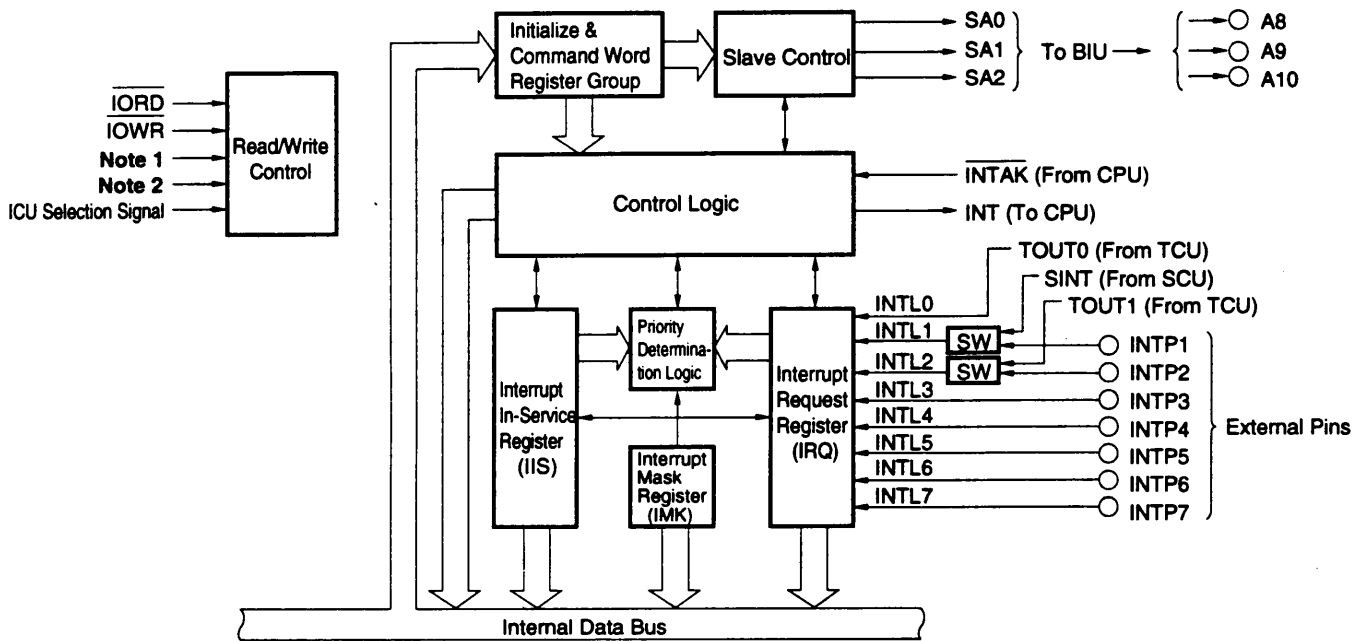 Initialize &
Command Word
Register Group
Slave Control
SA0
SA1
SA2
To BIU
A8
A9
A10
IORD
IOWR
Note 1
Note 2
ICU Selection Signal
Read/Write
Control
Control Logic
INTAK (From CPU)
INT (To CPU)
TOUT0 (From TCU)
SINT (From SCU)
TOUT1 (From TCU)
Interrupt
In-Service
Register
(IIS)
Priority
Determina-
tion Logic
Interrupt
Mask
Register
(IMK)
Interrupt
Request
Register
(IRQ)
INTL0
INTL1
INTL2
INTL3
INTL4
INTL5
INTL6
INTL7
SW
SW
INTP1
INTP2
INTP3
INTP4
INTP5
INTP6
INTP7
External Pins
Internal Data Bus